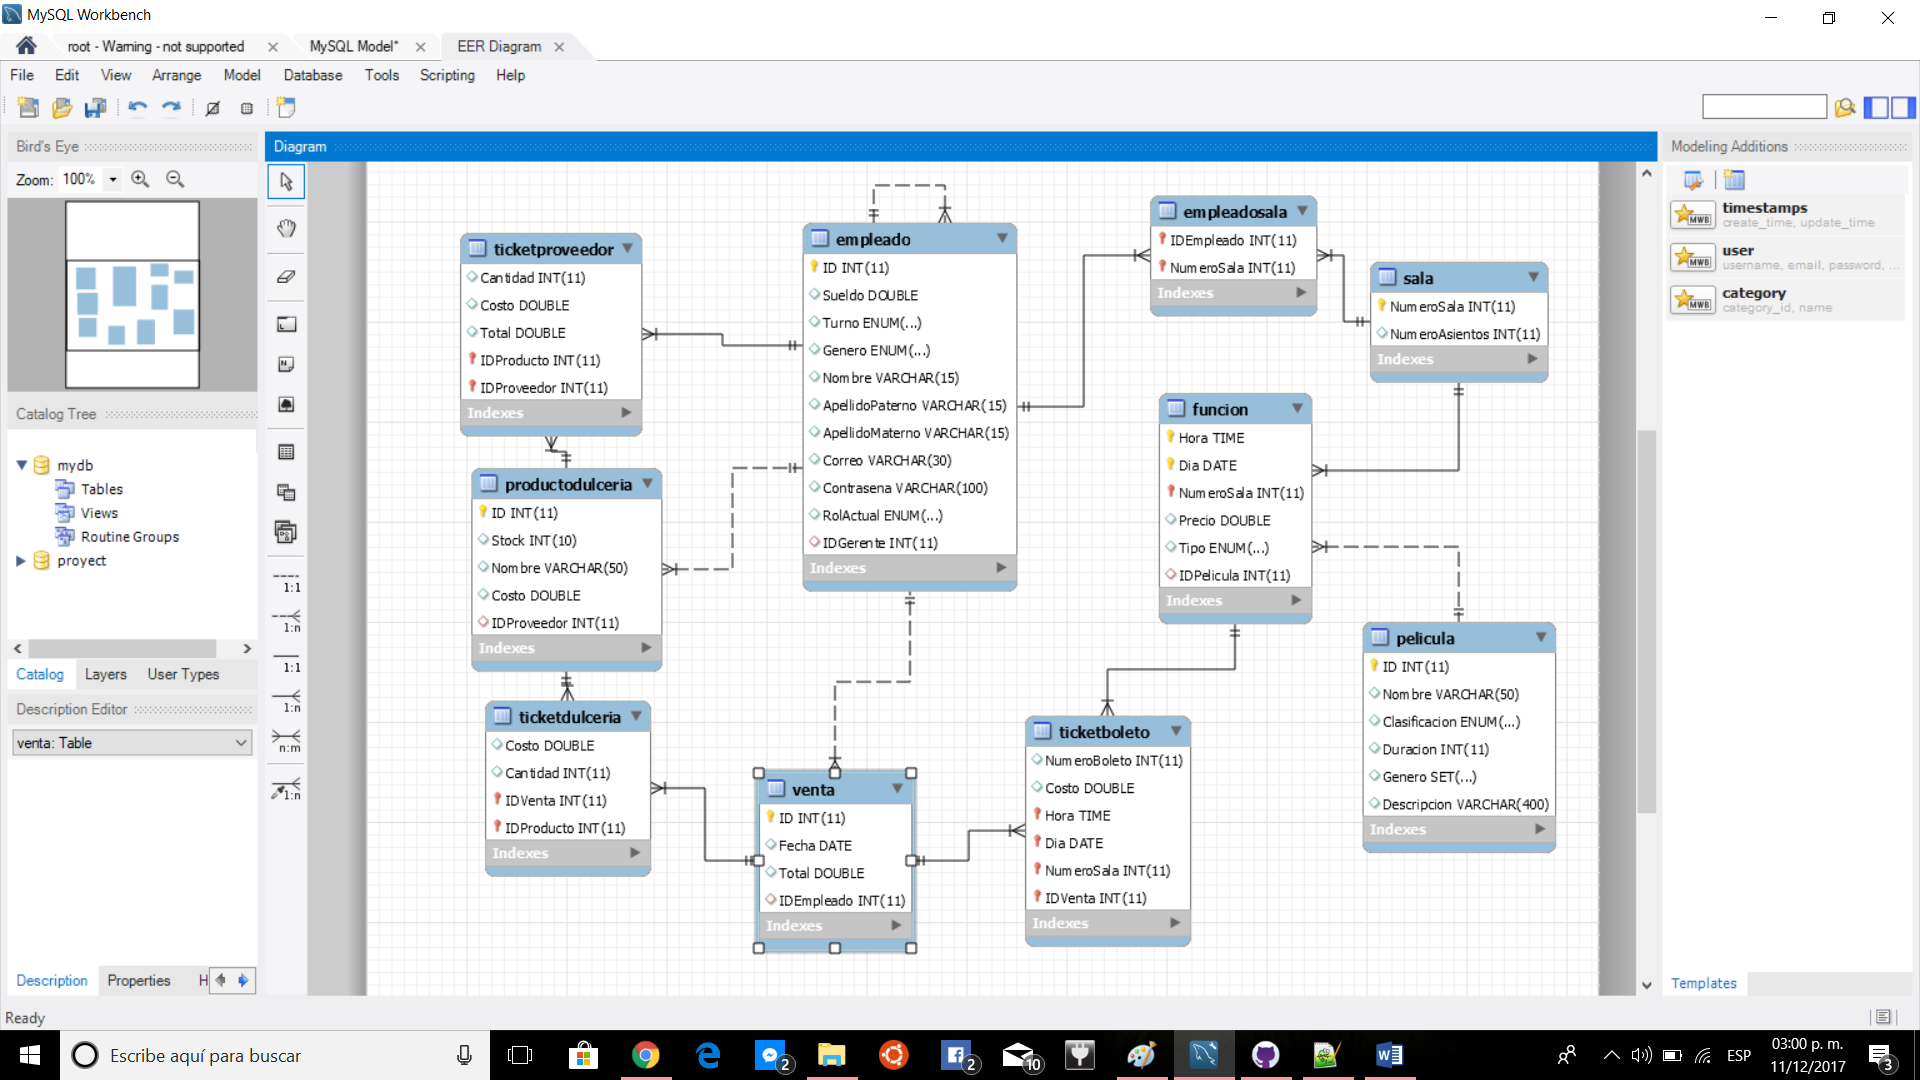 MySQL Workbench
root - Warning - not supported
MySQL Model*
EER Diagram
File Edit View Arrange Model Database Tools Scripting Help
Bird's Eye
Zoom: 100%
Catalog Tree
mydb
Tables
Views
Routine Groups
proyect
Catalog Layers User Types
Description Editor
venta: Table
Description Properties H
Ready
Diagram
1:1
1:n
1:1
1:n
n:m
1:n
ticketproveedor
Cantidad INT(11)
Costo DOUBLE
Total DOUBLE
IDProducto INT(11)
IDProveedor INT(11)
Indexes
productodulceria
ID INT(11)
Stock INT(10)
Nombre VARCHAR(50)
Costo DOUBLE
IDProveedor INT(11)
Indexes
ticketdulceria
Costo DOUBLE
Cantidad INT(11)
IDVenta INT(11)
IDProducto INT(11)
Indexes
empleado
ID INT(11)
Sueldo DOUBLE
Turno ENUM(...)
Genero ENUM(...)
Nombre VARCHAR(15)
ApellidoPaterno VARCHAR(15)
ApellidoMaterno VARCHAR(15)
Correo VARCHAR(30)
Contrasena VARCHAR(100)
RolActual ENUM(...)
IDGerente INT(11)
Indexes
venta
ID INT(11)
Fecha DATE
Total DOUBLE
IDEmpleado INT(11)
Indexes
empleadosala
IDEmpleado INT(11)
NumeroSala INT(11)
Indexes
sala
NumeroSala INT(11)
NumeroAsientos INT(11)
Indexes
funcion
Hora TIME
Dia DATE
NumeroSala INT(11)
Precio DOUBLE
Tipo ENUM(...)
IDPelicula INT(11)
Indexes
pelicula
ID INT(11)
Nombre VARCHAR(50)
Clasificacion ENUM(...)
Duracion INT(11)
Genero SET(...)
Descripcion VARCHAR(400)
Indexes
ticketboleto
NumeroBoleto INT(11)
Costo DOUBLE
Hora TIME
Dia DATE
NumeroSala INT(11)
IDVenta INT(11)
Indexes
Modeling Additions
MWB
timestamps
create_time, update_time
MWB
user
username, email, password, ...
MWB
category
category_id, name
Templates
Escribe aquí para buscar
2
2
10
ESP
03:00 p. m.
11/12/2017
3